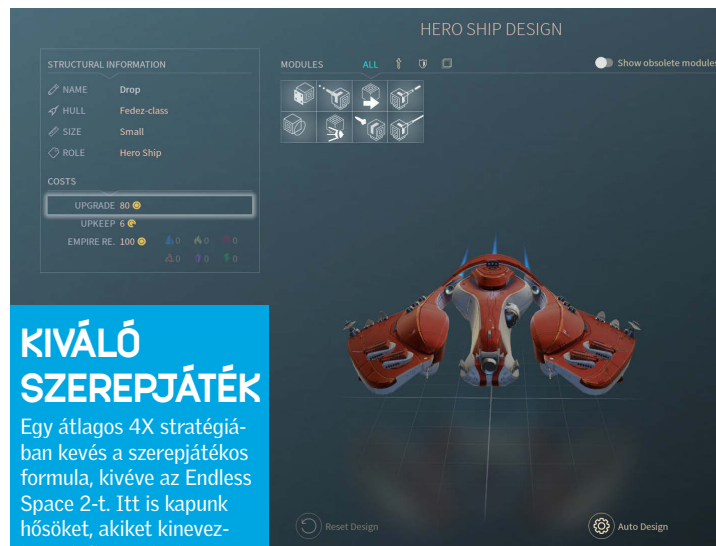 HERO SHIP DESIGN
STRUCTURAL INFORMATION
NAME Drop
HULL Fedez-class
SIZE Small
ROLE Hero Ship
COSTS
UPGRADE 80
UPKEEP 6
EMPIRE RE. 100 0 0 0
0 0 0
MODULES ALL
Show obsolete modules
KIVÁLÓ
SZEREPJÁTÉK
Egy átlagos 4X stratégiá-
ban kevés a szerepjátékos
formula, kivéve az Endless
Space 2-t. Itt is kapunk
hősöket, akiket kinevez-
Reset Design
Auto Design